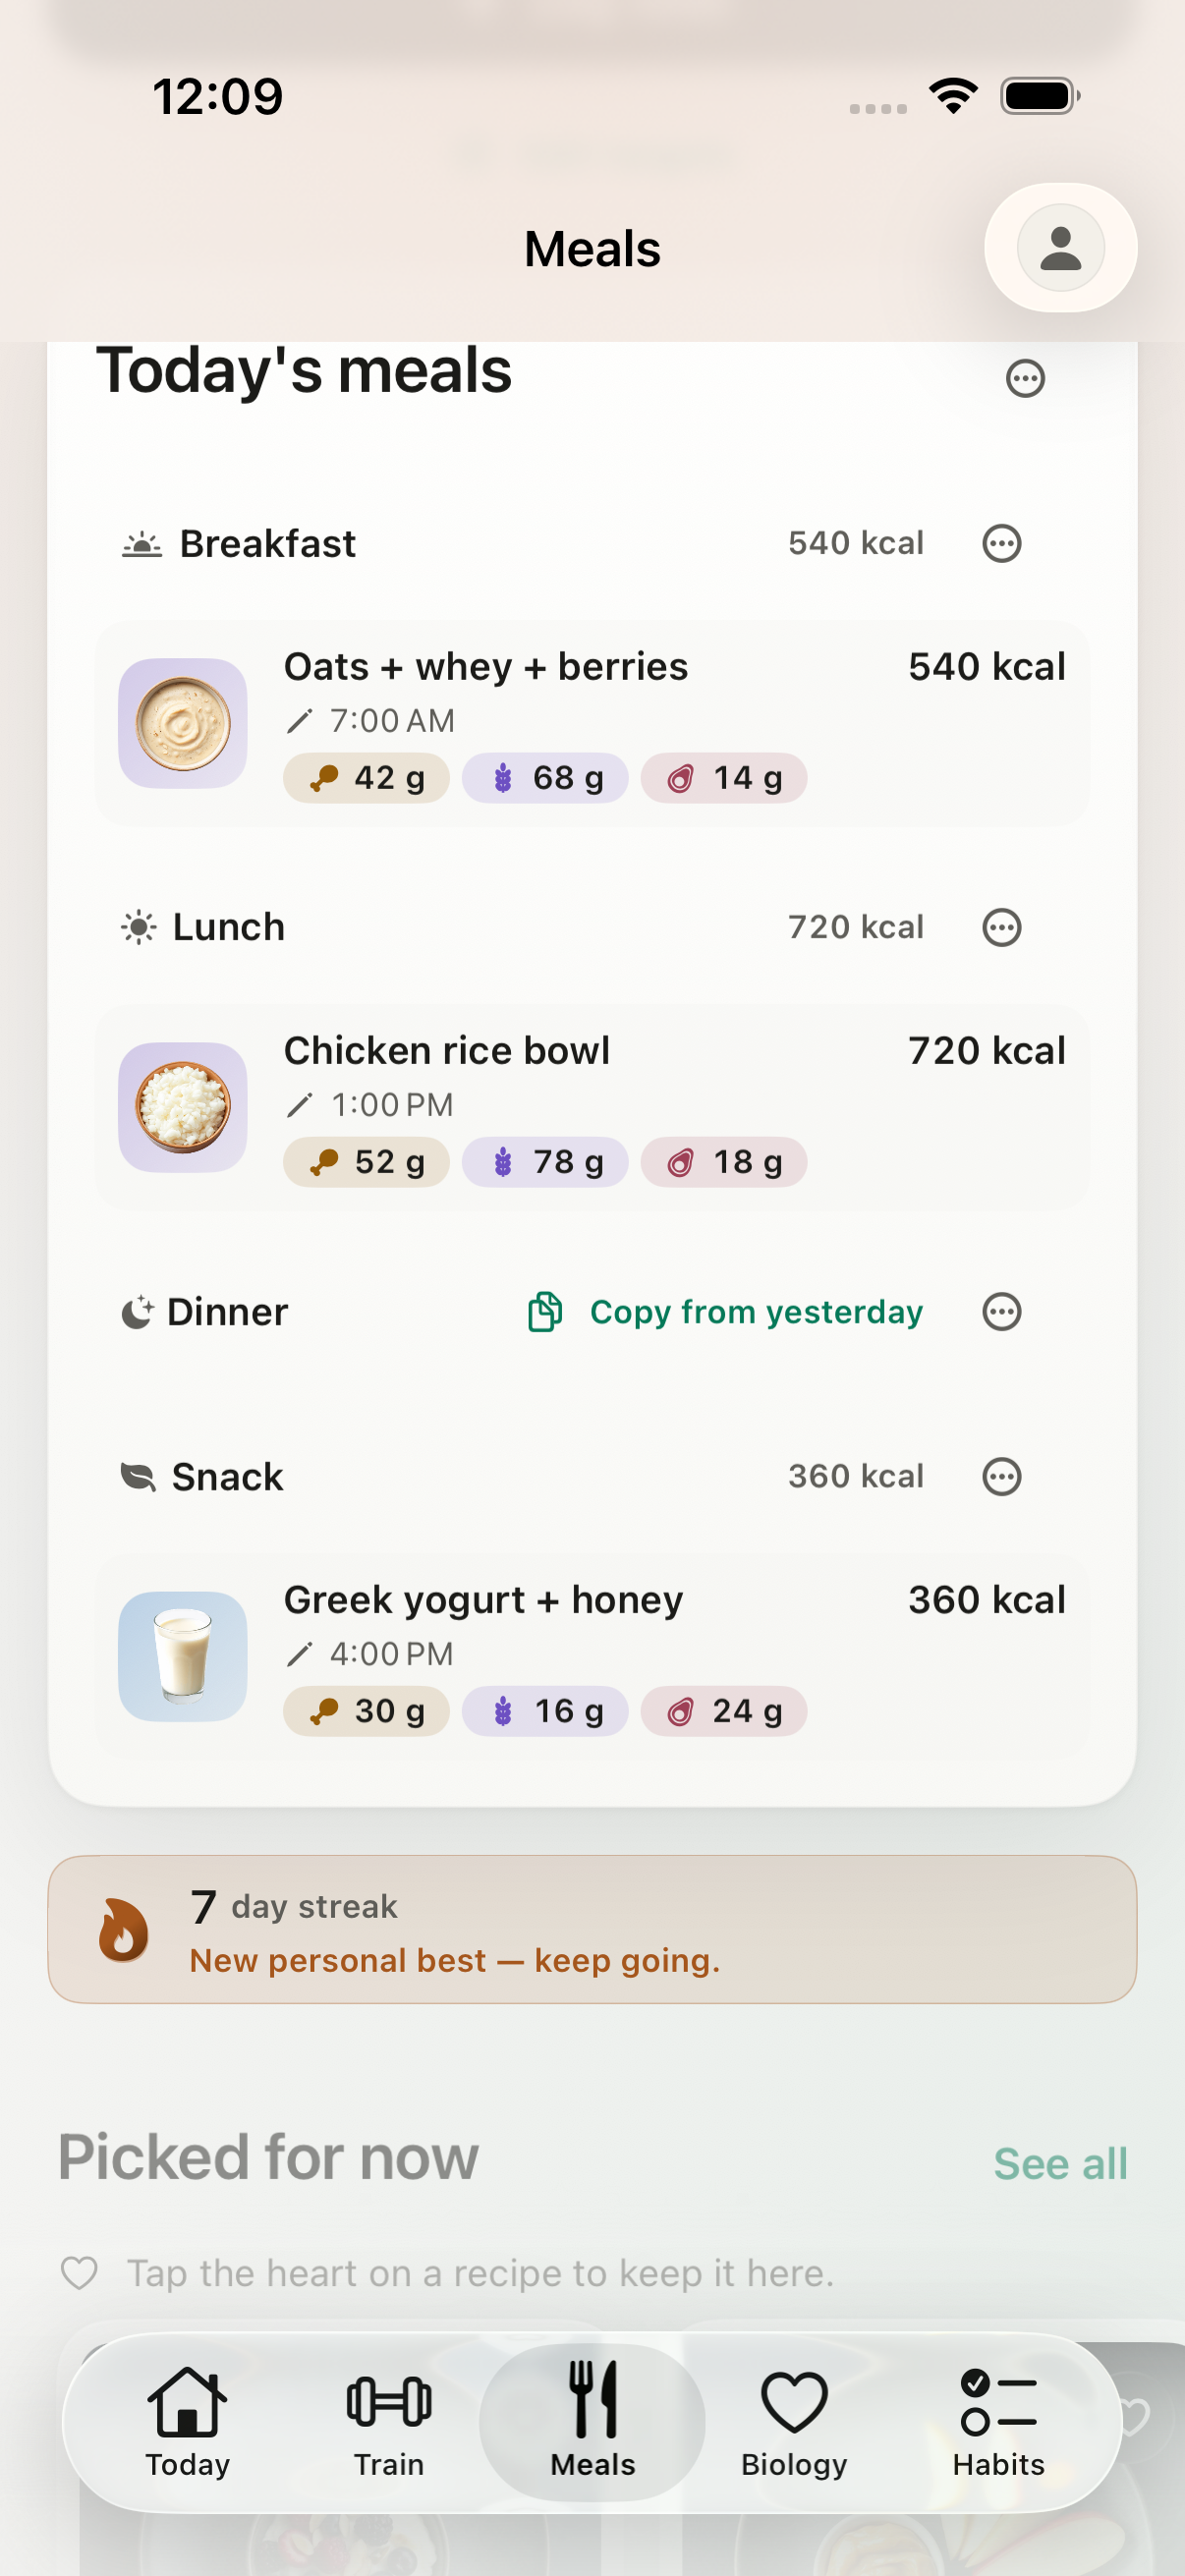 12:09
Meals
Today's meals
Breakfast 540 kcal
Oats + whey + berries 540 kcal
7:00 AM
42 g 68 g 14 g
Lunch 720 kcal
Chicken rice bowl 720 kcal
1:00 PM
52 g 78 g 18 g
Dinner Copy from yesterday
Snack 360 kcal
Greek yogurt + honey 360 kcal
4:00 PM
30 g 16 g 24 g
7 day streak
New personal best — keep going.
Picked for now See all
Tap the heart on a recipe to keep it here.
Today Train Meals Biology Habits